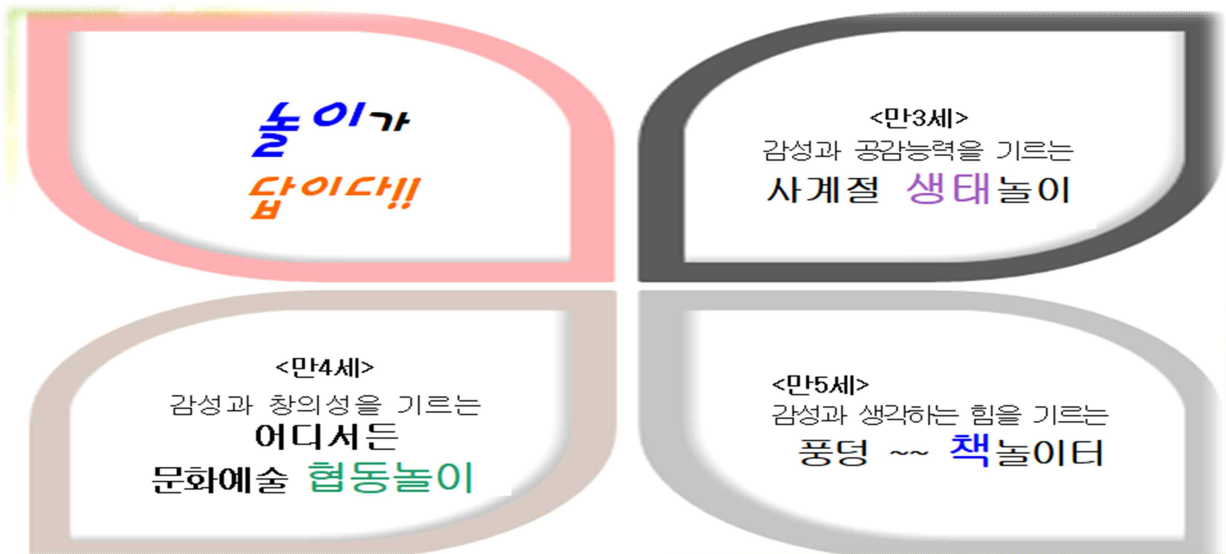 놀이가
답이다!!
<만3세>
감성과 공감능력을 기르는
사계절 생태놀이
<만4세>
감성과 창의성을 기르는
어디서든
문화예술 협동놀이
<만5세>
감성과 생각하는 힘을 기르는
풍덩 ~~ 책놀이터